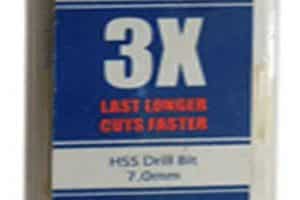 3X
LAST LONGER
CUTS FASTER
HSS Drill Bit
7.0mm